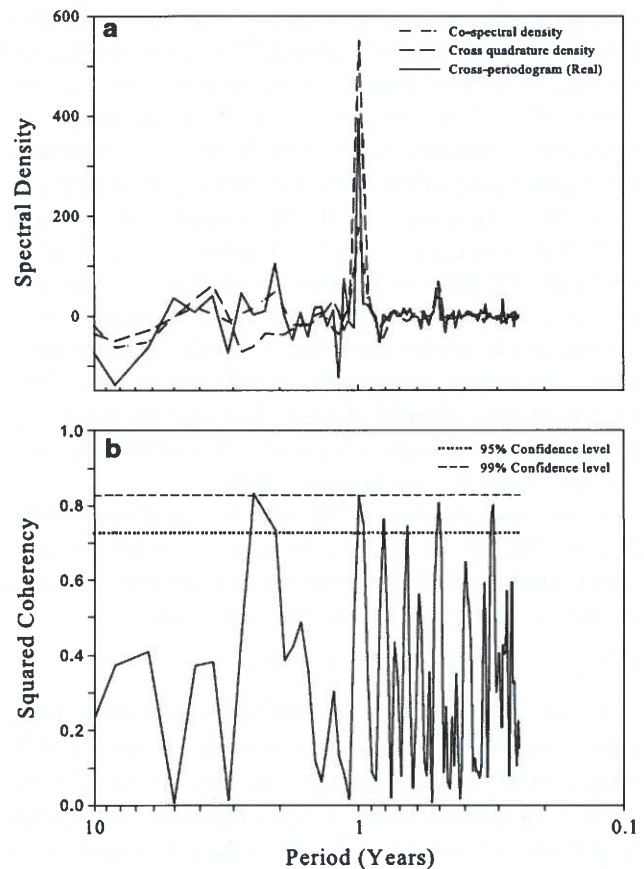 a
Co-spectral density
Cross quadrature density
Cross-periodogram (Real)
600
400
200
0
Spectral Density
b
95% Confidence level
99% Confidence level
1.0
0.8
0.6
0.4
0.2
0.0
Squared Coherency
10
1
0.1
Period (Years)